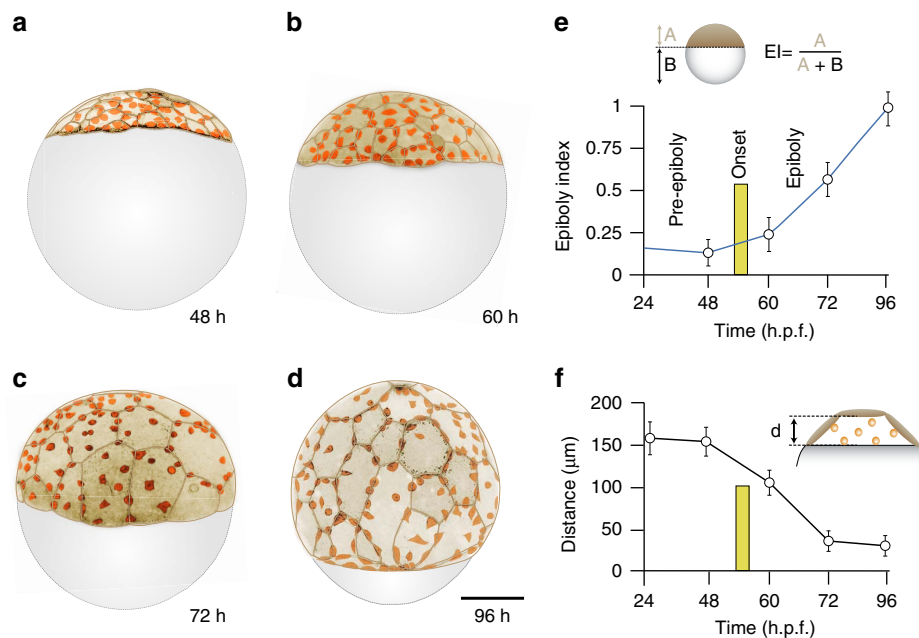 a
48 h
b
60 h
c
72 h
d
96 h
e
A
B
EI= A / A + B
1
0.75
0.5
0.25
0
Epiboly index
Pre-epiboly
Onset
Epiboly
24 48 60 72 96
Time (h.p.f.)
f
200
150
100
50
0
Distance (μm)
d
24 48 60 72 96
Time (h.p.f.)